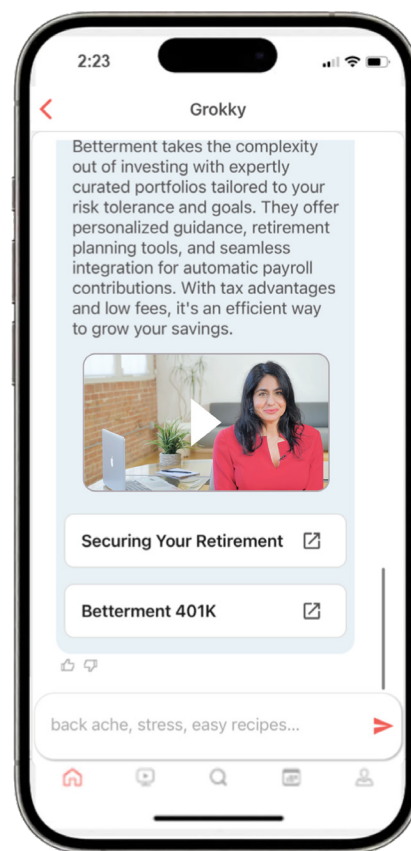 2:23
Grokky
Betterment takes the complexity
out of investing with expertly
curated portfolios tailored to your
risk tolerance and goals. They offer
personalized guidance, retirement
planning tools, and seamless
integration for automatic payroll
contributions. With tax advantages
and low fees, it's an efficient way
to grow your savings.
Securing Your Retirement
Betterment 401K
back ache, stress, easy recipes...